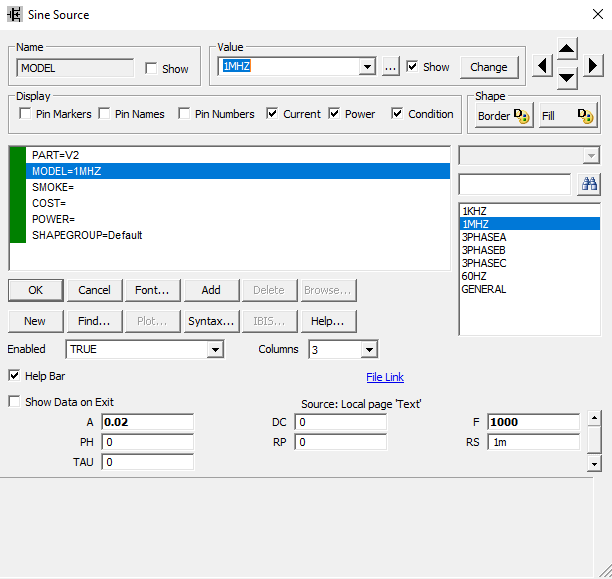 Sine Source
Name
MODEL
Show
Value
1MHZ
...
Show
Change
Display
Pin Markers
Pin Names
Pin Numbers
Current
Power
Condition
Shape
Border D
Fill D
PART=V2
MODEL=1MHZ
SMOKE=
COST=
POWER=
SHAPEGROUP=Default
1KHZ
1MHZ
3PHASEA
3PHASEB
3PHASEC
60HZ
GENERAL
OK
Cancel
Font...
Add
Delete
Browse...
New
Find...
Plot...
Syntax...
IBIS...
Help...
Enabled
TRUE
Columns
3
Help Bar
File Link
Show Data on Exit
Source: Local page 'Text'
A 0.02
DC 0
F 1000
PH 0
RP 0
RS 1m
TAU 0